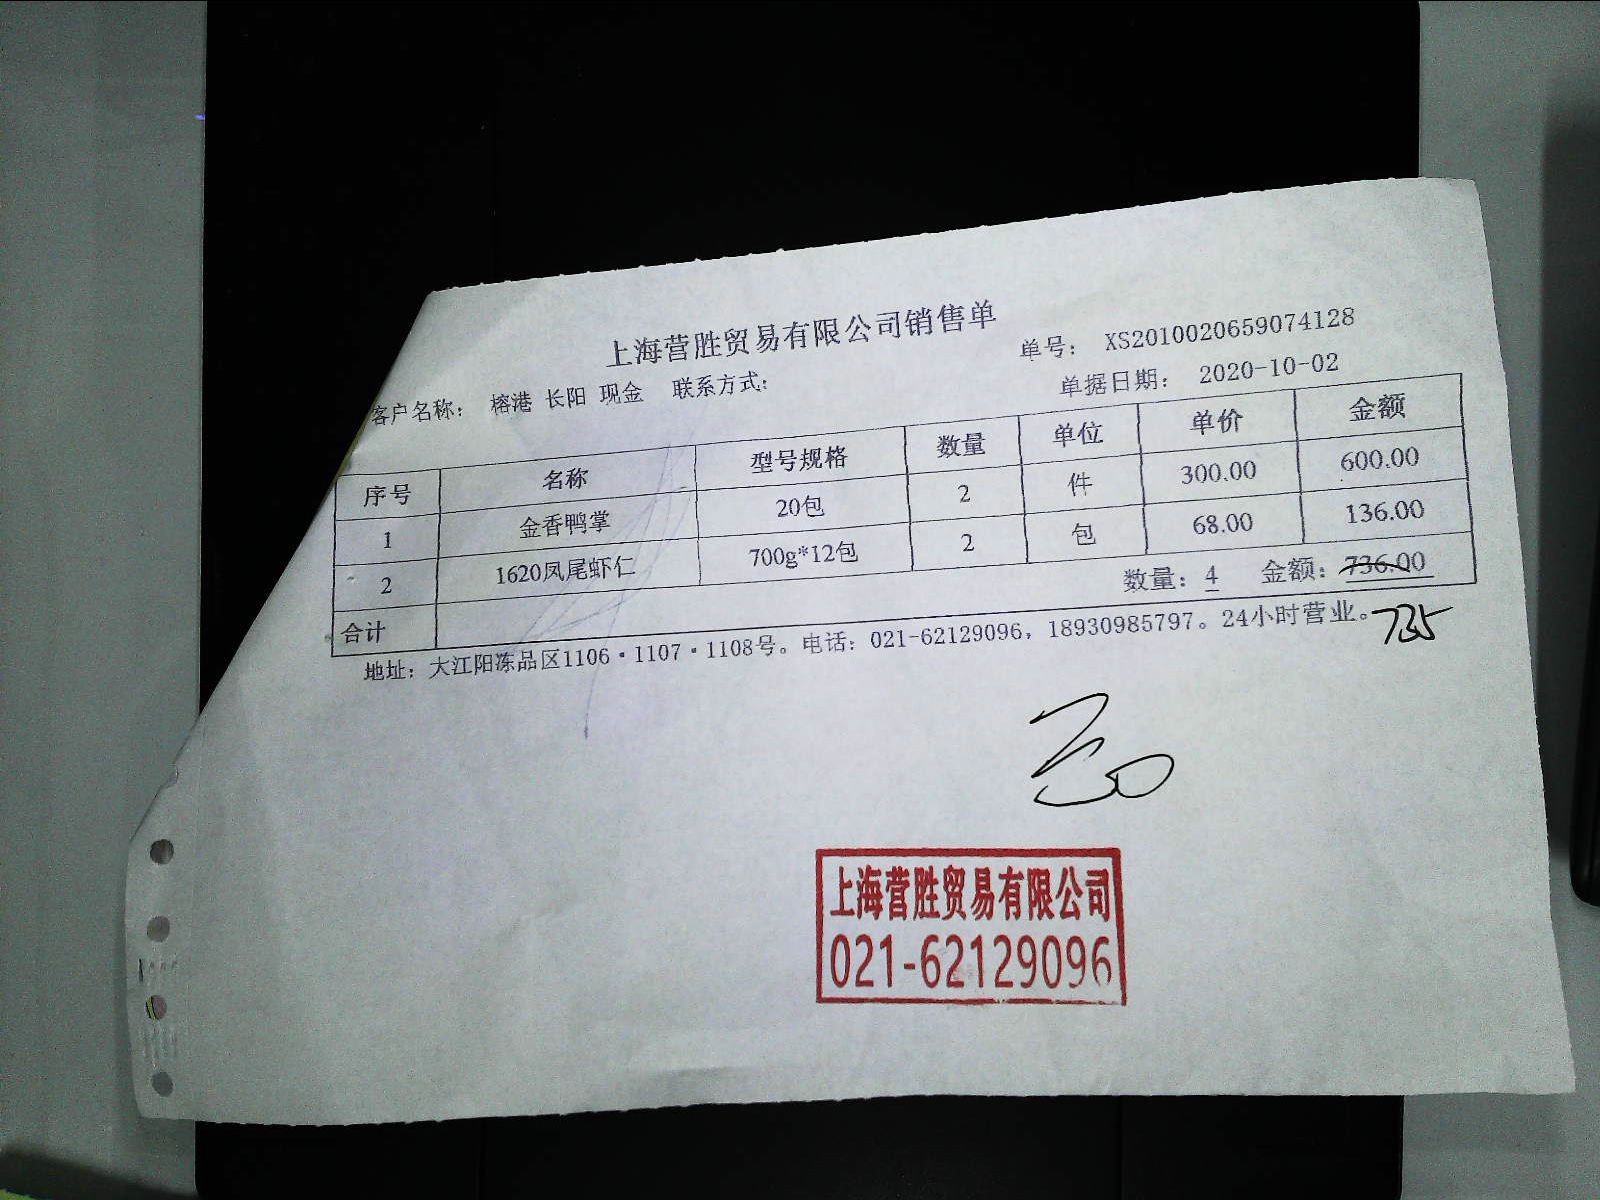 上海营胜贸易有限公司销售单
单号： XS2010020659074128
客户名称： 榕港 长阳 现金 联系方式：
单据日期： 2020-10-02
序号 名称 型号规格 数量 单位 单价 金额
1 金香鸭掌 20包 2 件 300.00 600.00
2 1620凤尾虾仁 700g*12包 2 包 68.00 136.00
合计 数量：4 金额：736.00
735
地址：大江阳冻品区1106·1107·1108号。电话：021-62129096，18930985797。24小时营业。
上海营胜贸易有限公司
021-62129096